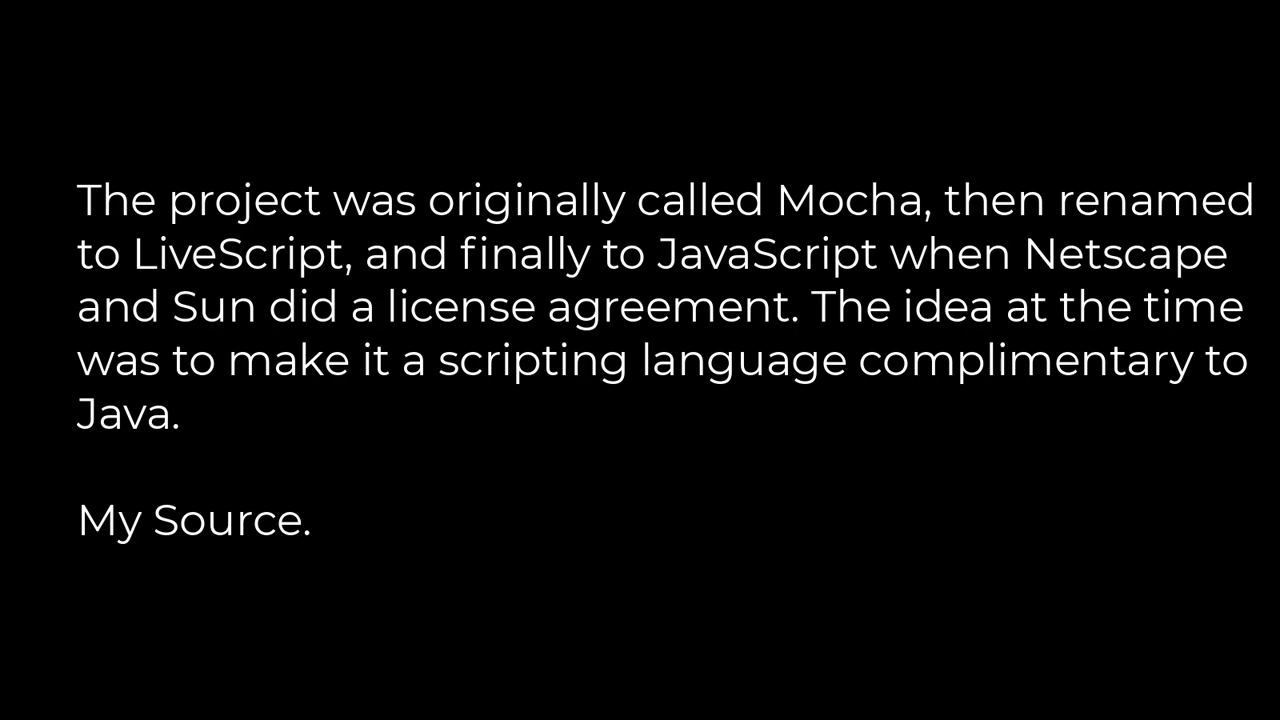 The project was originally called Mocha, then renamed
to LiveScript, and finally to JavaScript when Netscape
and Sun did a license agreement. The idea at the time
was to make it a scripting language complimentary to
Java.
My Source.